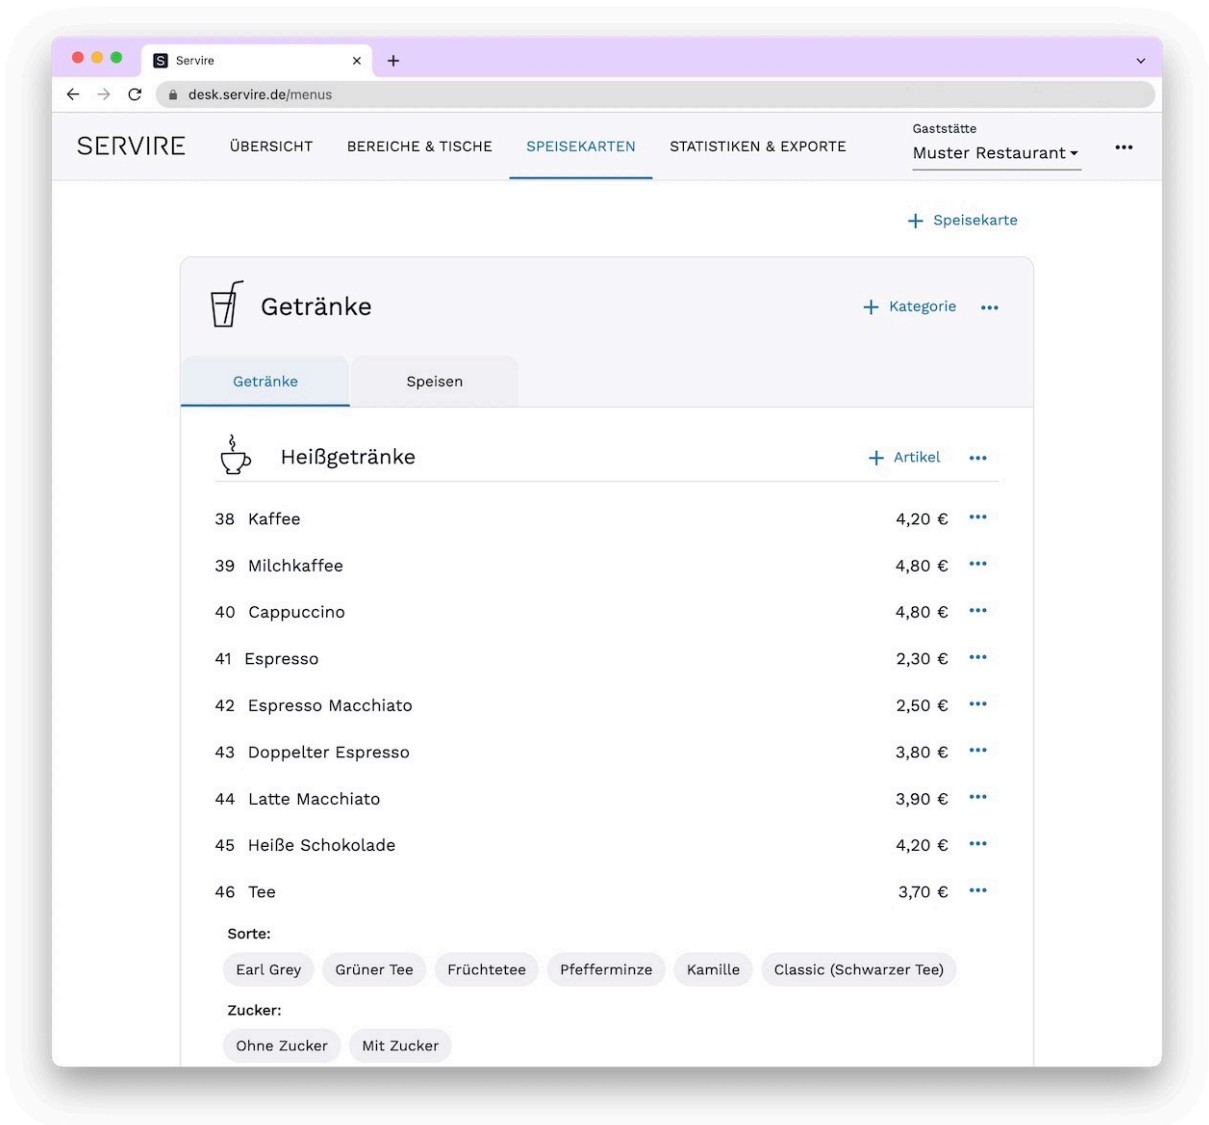 S Servire
desk.servire.de/menus
SERVIRE ÜBERSICHT BEREICHE & TISCHE SPEISEKARTEN STATISTIKEN & EXPORTE
Gaststätte
Muster Restaurant
+ Speisekarte
Getränke + Kategorie
Getränke Speisen
Heißgetränke + Artikel
38 Kaffee 4,20 €
39 Milchkaffee 4,80 €
40 Cappuccino 4,80 €
41 Espresso 2,30 €
42 Espresso Macchiato 2,50 €
43 Doppelter Espresso 3,80 €
44 Latte Macchiato 3,90 €
45 Heiße Schokolade 4,20 €
46 Tee 3,70 €
Sorte:
Earl Grey Grüner Tee Früchtetee Pfefferminze Kamille Classic (Schwarzer Tee)
Zucker:
Ohne Zucker Mit Zucker